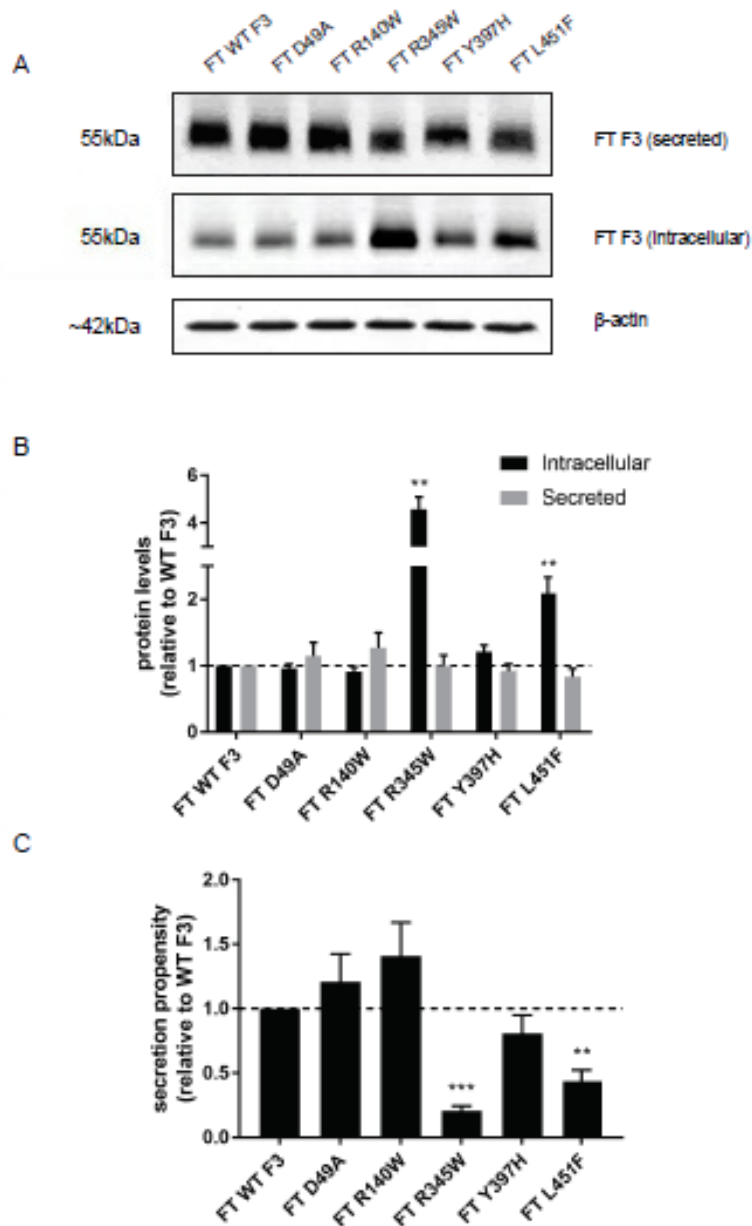 A
FT WT F3
FT D49A
FT R140W
FT R345W
FT Y397H
FT L451F
55kDa
FT F3 (secreted)
55kDa
FT F3 (Intracellular)
~42kDa
β-actin
B
Intracellular
Secreted
protein levels
(relative to WT F3)
6
4
2
1
0
**
**
FT WT F3
FT D49A
FT R140W
FT R345W
FT Y397H
FT L451F
C
secretion propensity
(relative to WT F3)
2.0
1.5
1.0
0.5
0.0
***
**
FT WT F3
FT D49A
FT R140W
FT R345W
FT Y397H
FT L451F